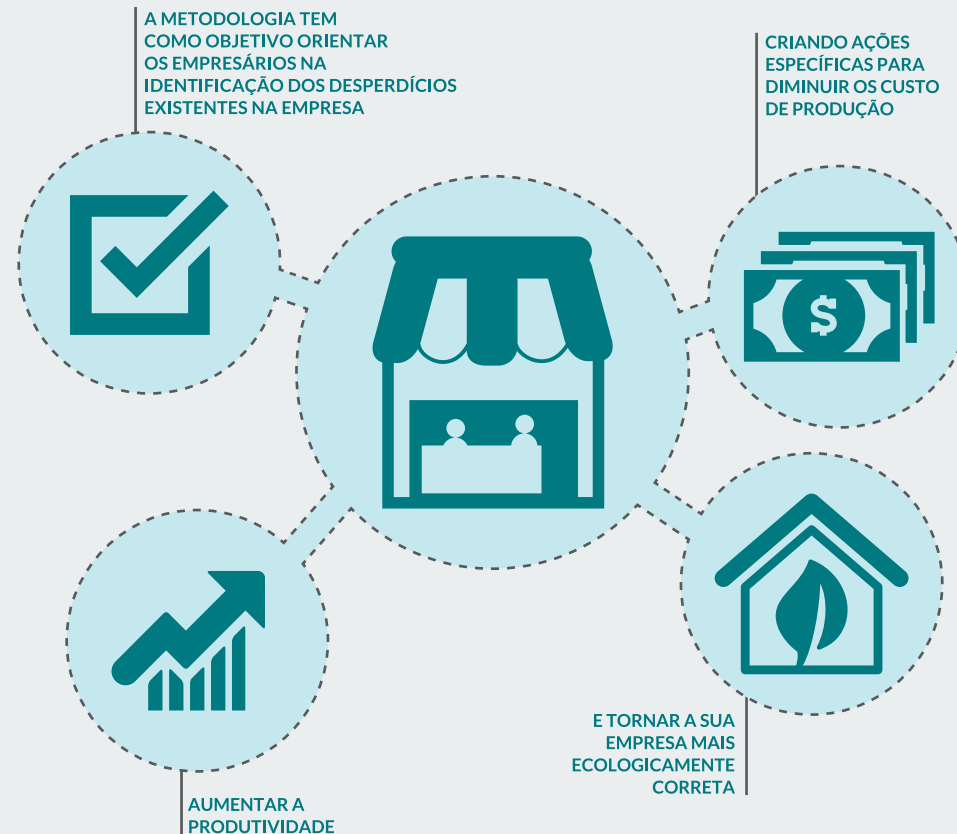 A METODOLOGIA TEM
COMO OBJETIVO ORIENTAR
OS EMPRESÁRIOS NA
IDENTIFICAÇÃO DOS DESPERDÍCIOS
EXISTENTES NA EMPRESA
CRIANDO AÇÕES
ESPECÍFICAS PARA
DIMINUIR OS CUSTO
DE PRODUÇÃO
$
AUMENTAR A
PRODUTIVIDADE
E TORNAR A SUA
EMPRESA MAIS
ECOLOGICAMENTE
CORRETA